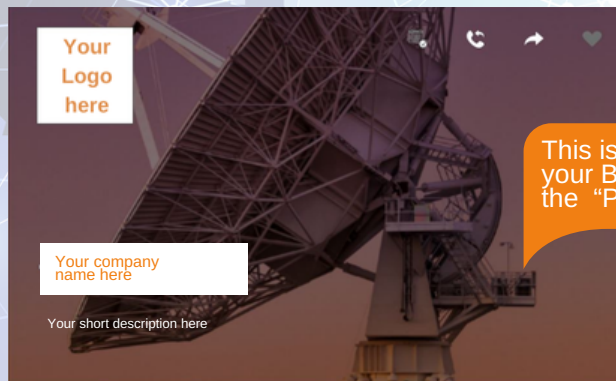 Your
Logo
here
This is
your B
the “P
Your company
name here
Your short description here